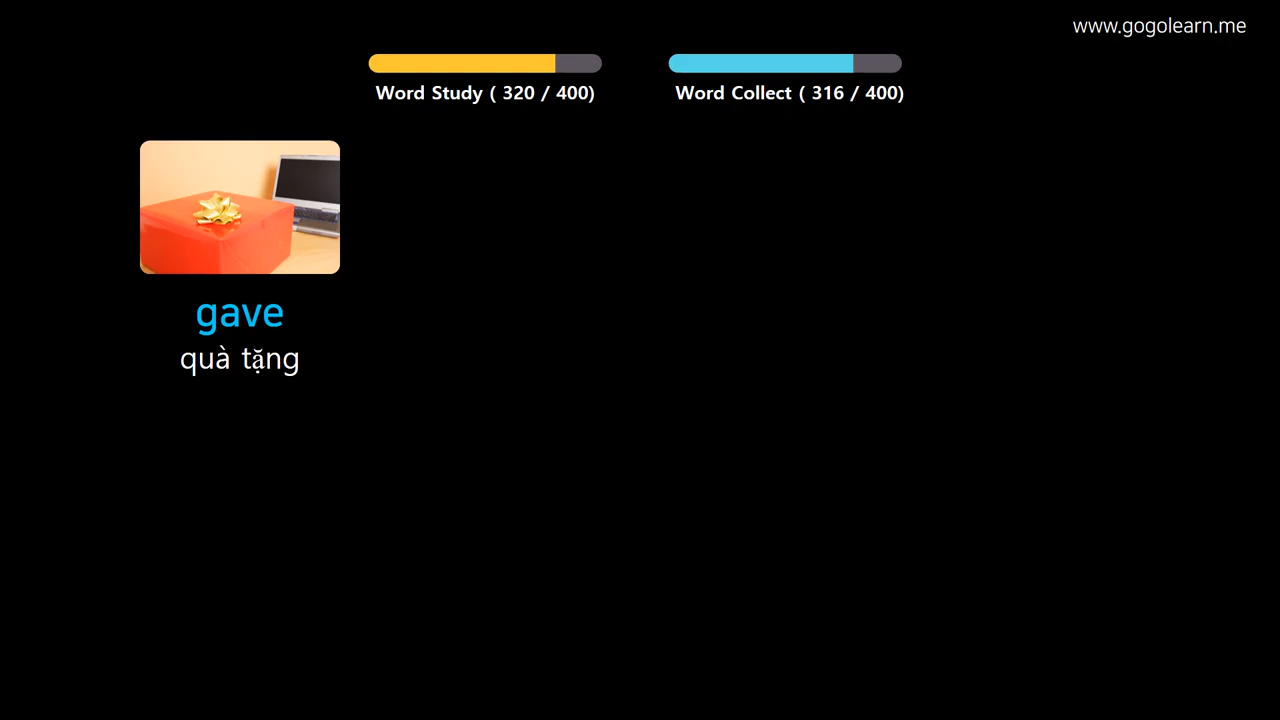 www.gogolearn.me
Word Study ( 320 / 400)
Word Collect ( 316 / 400)
gave
quà tặng